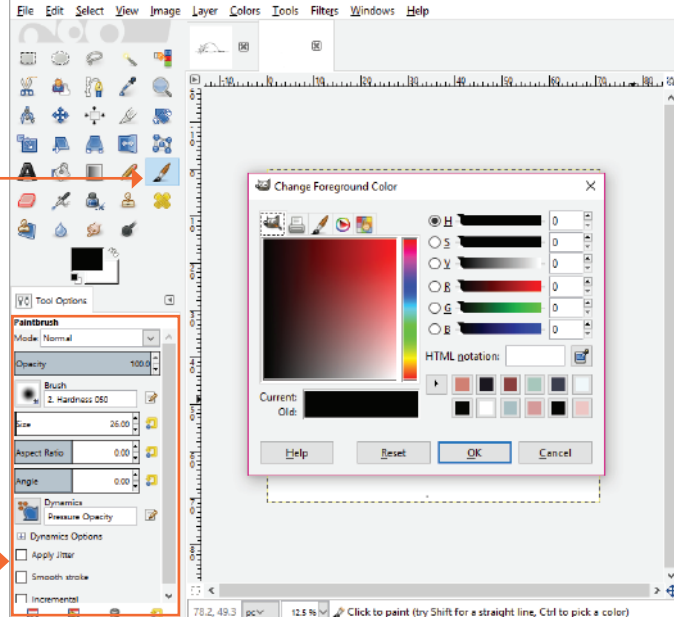 File Edit Select View Image Layer Colors Tools Filters Windows Help
Tool Options
Paintbrush
Mode: Normal
Opacity 100.0
Brush
2. Hardness 050
Size 26.00
Aspect Ratio 0.00
Angle 0.00
Dynamics
Pressure Opacity
Dynamics Options
Apply Jitter
Smooth stroke
Incremental
Change Foreground Color
H 0
S 0
V 0
R 0
G 0
B 0
HTML notation:
Current:
Old:
Help Reset OK Cancel
78.2, 49.3 pc 12.5 % Click to paint (try Shift for a straight line, Ctrl to pick a color)